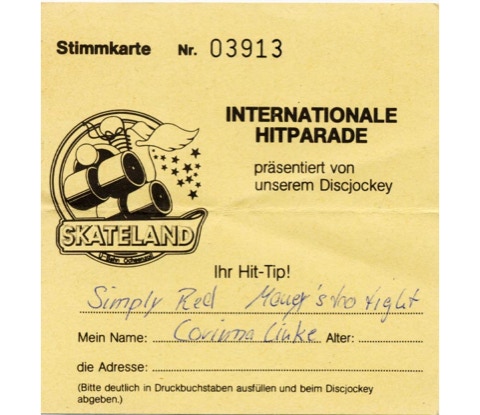 Stimmkarte Nr. 03913
INTERNATIONALE
HITPARADE
präsentiert von
unserem Discjockey
SKATELAND
Ihr Hit-Tip!
Simply Red Money's too tight
Mein Name: Corinna Linke Alter:
die Adresse:
(Bitte deutlich in Druckbuchstaben ausfüllen und beim Discjockey
abgeben.)